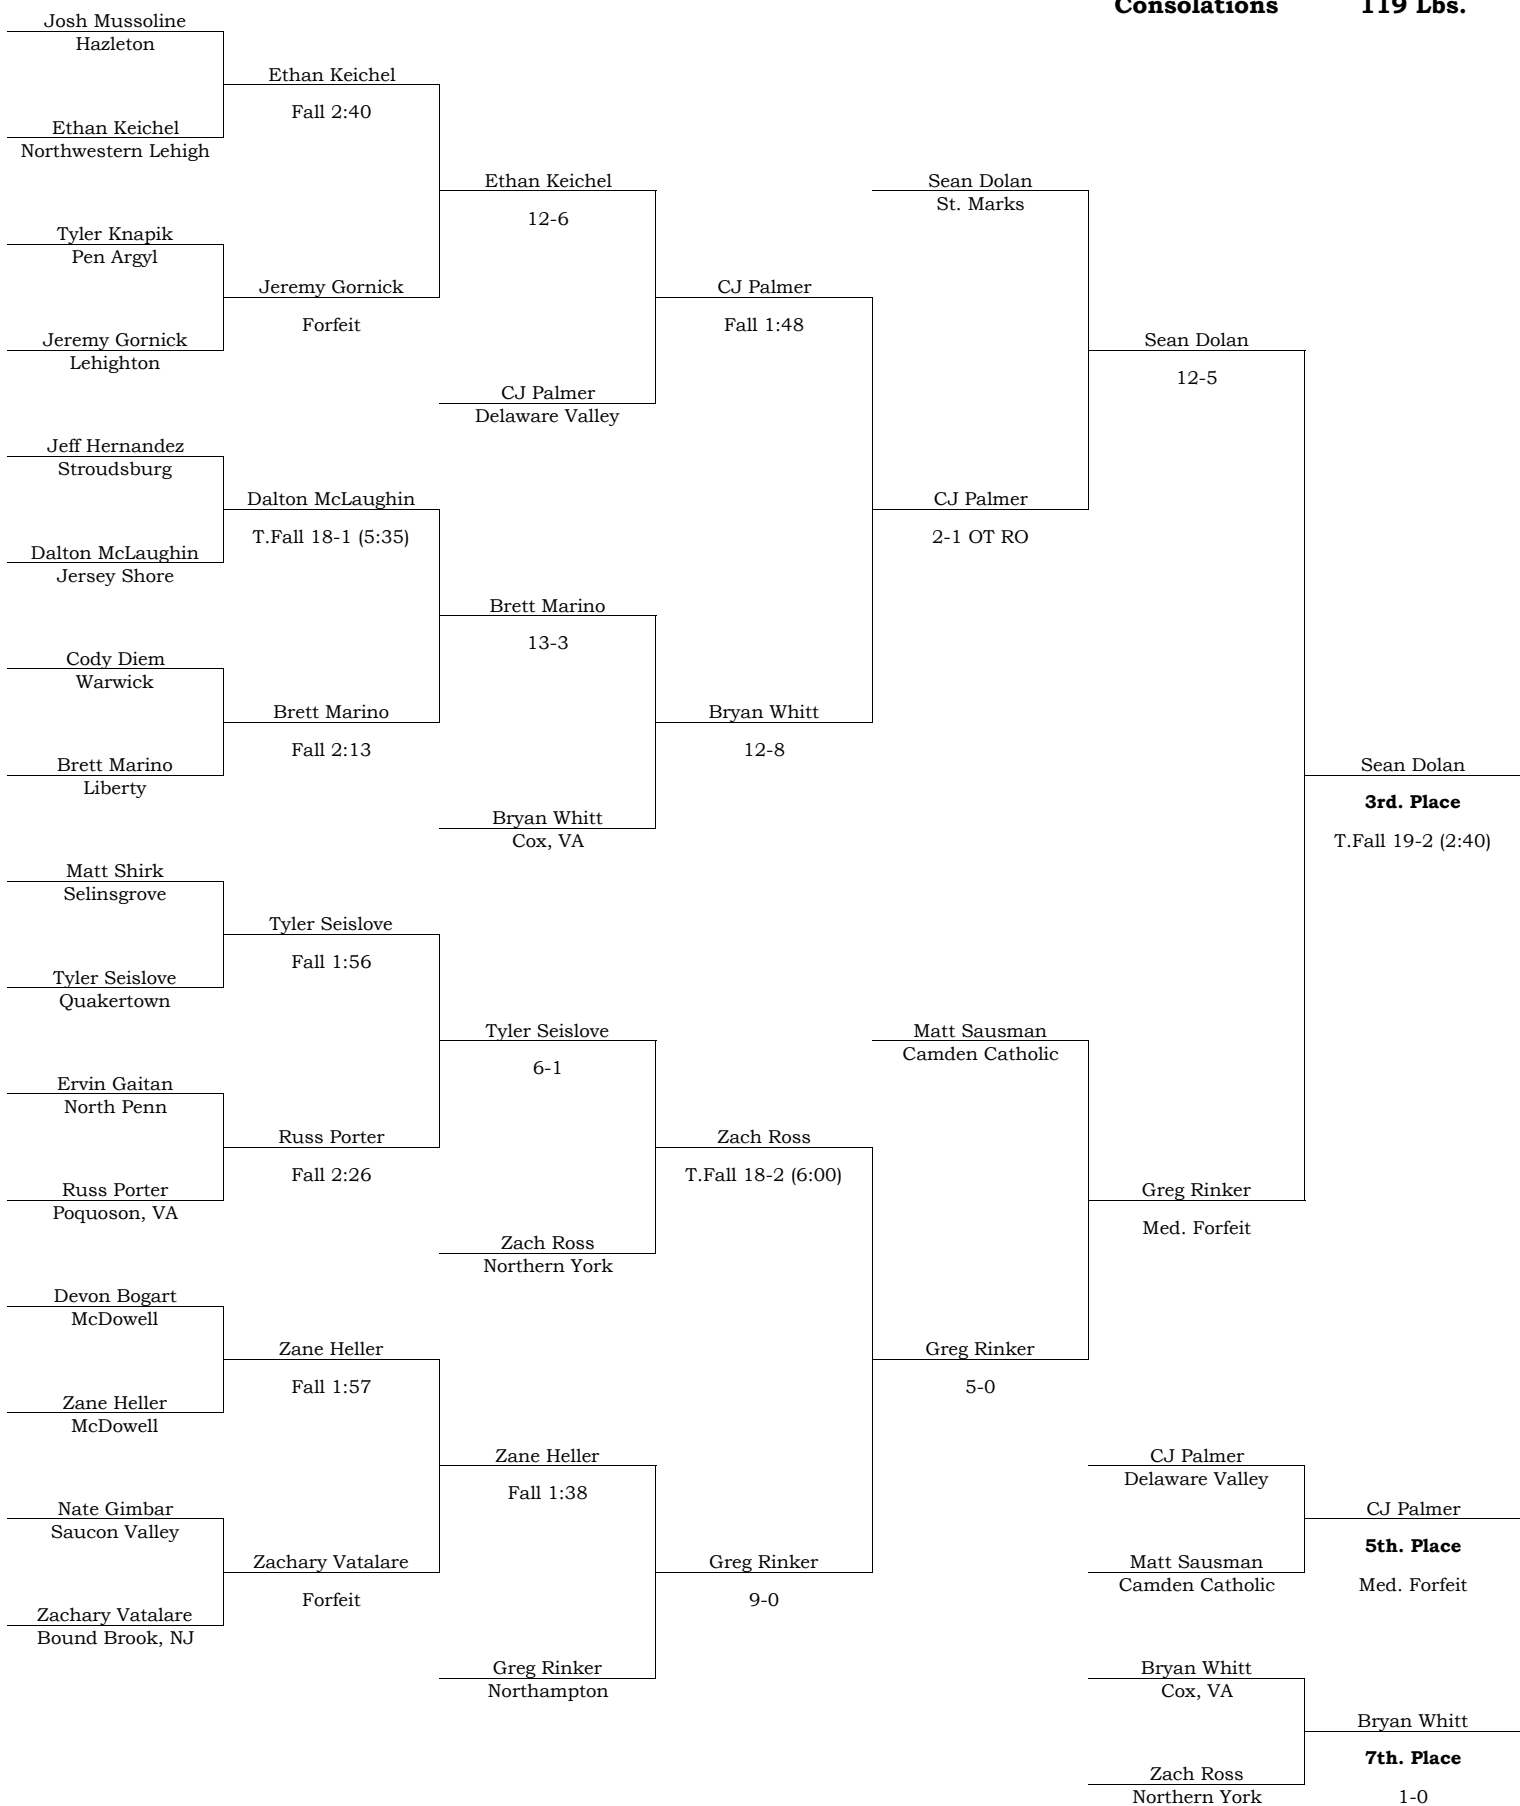 Consolations 119 Lbs.
Josh Mussoline
Hazleton
Ethan Keichel
Fall 2:40
Ethan Keichel
Northwestern Lehigh
Ethan Keichel
12-6
Sean Dolan
St. Marks
Tyler Knapik
Pen Argyl
Jeremy Gornick
Forfeit
CJ Palmer
Fall 1:48
Jeremy Gornick
Lehighton
Sean Dolan
12-5
CJ Palmer
Delaware Valley
Jeff Hernandez
Stroudsburg
Dalton McLaughin
T.Fall 18-1 (5:35)
CJ Palmer
2-1 OT RO
Dalton McLaughin
Jersey Shore
Brett Marino
13-3
Cody Diem
Warwick
Brett Marino
Fall 2:13
Bryan Whitt
12-8
Brett Marino
Liberty
Sean Dolan
3rd. Place
T.Fall 19-2 (2:40)
Bryan Whitt
Cox, VA
Matt Shirk
Selinsgrove
Tyler Seislove
Fall 1:56
Tyler Seislove
Quakertown
Tyler Seislove
6-1
Matt Sausman
Camden Catholic
Ervin Gaitan
North Penn
Russ Porter
Fall 2:26
Zach Ross
T.Fall 18-2 (6:00)
Russ Porter
Poquoson, VA
Greg Rinker
Med. Forfeit
Zach Ross
Northern York
Devon Bogart
McDowell
Zane Heller
Fall 1:57
Greg Rinker
5-0
Zane Heller
McDowell
Zane Heller
Fall 1:38
CJ Palmer
Delaware Valley
Nate Gimbar
Saucon Valley
CJ Palmer
5th. Place
Med. Forfeit
Zachary Vatalare
Forfeit
Greg Rinker
9-0
Matt Sausman
Camden Catholic
Zachary Vatalare
Bound Brook, NJ
Greg Rinker
Northampton
Bryan Whitt
Cox, VA
Bryan Whitt
7th. Place
1-0
Zach Ross
Northern York